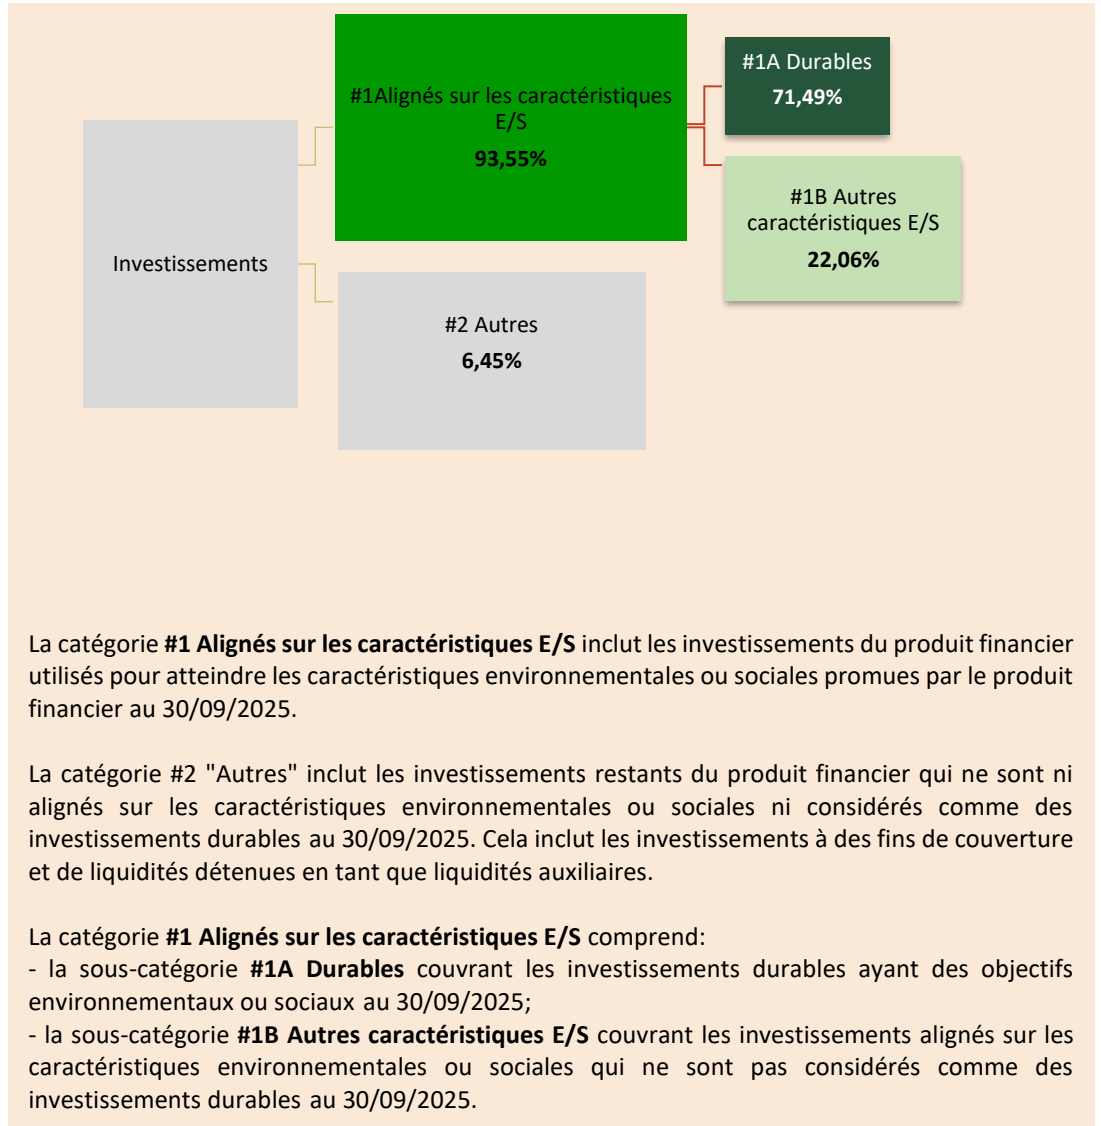 #1Alignés sur les caractéristiques
E/S
93,55%
#1A Durables
71,49%
#1B Autres
caractéristiques E/S
22,06%
Investissements
#2 Autres
6,45%
La catégorie #1 Alignés sur les caractéristiques E/S inclut les investissements du produit financier
utilisés pour atteindre les caractéristiques environnementales ou sociales promues par le produit
financier au 30/09/2025.
La catégorie #2 "Autres" inclut les investissements restants du produit financier qui ne sont ni
alignés sur les caractéristiques environnementales ou sociales ni considérés comme des
investissements durables au 30/09/2025. Cela inclut les investissements à des fins de couverture
et de liquidités détenues en tant que liquidités auxiliaires.
La catégorie #1 Alignés sur les caractéristiques E/S comprend:
- la sous-catégorie #1A Durables couvrant les investissements durables ayant des objectifs
environnementaux ou sociaux au 30/09/2025;
- la sous-catégorie #1B Autres caractéristiques E/S couvrant les investissements alignés sur les
caractéristiques environnementales ou sociales qui ne sont pas considérés comme des
investissements durables au 30/09/2025.